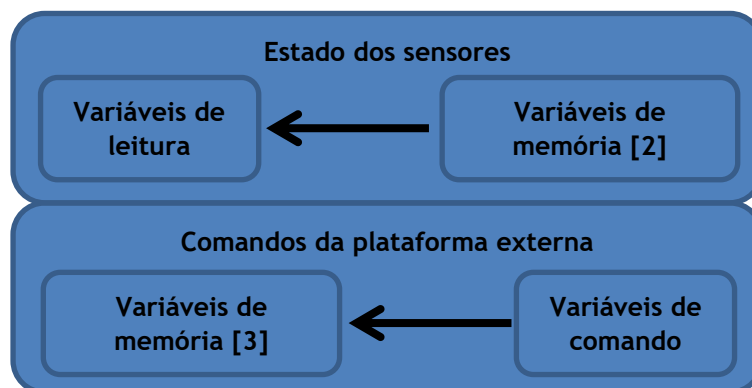 Estado dos sensores
Variáveis de
leitura
Variáveis de
memória [2]
Comandos da plataforma externa
Variáveis de
memória [3]
Variáveis de
comando